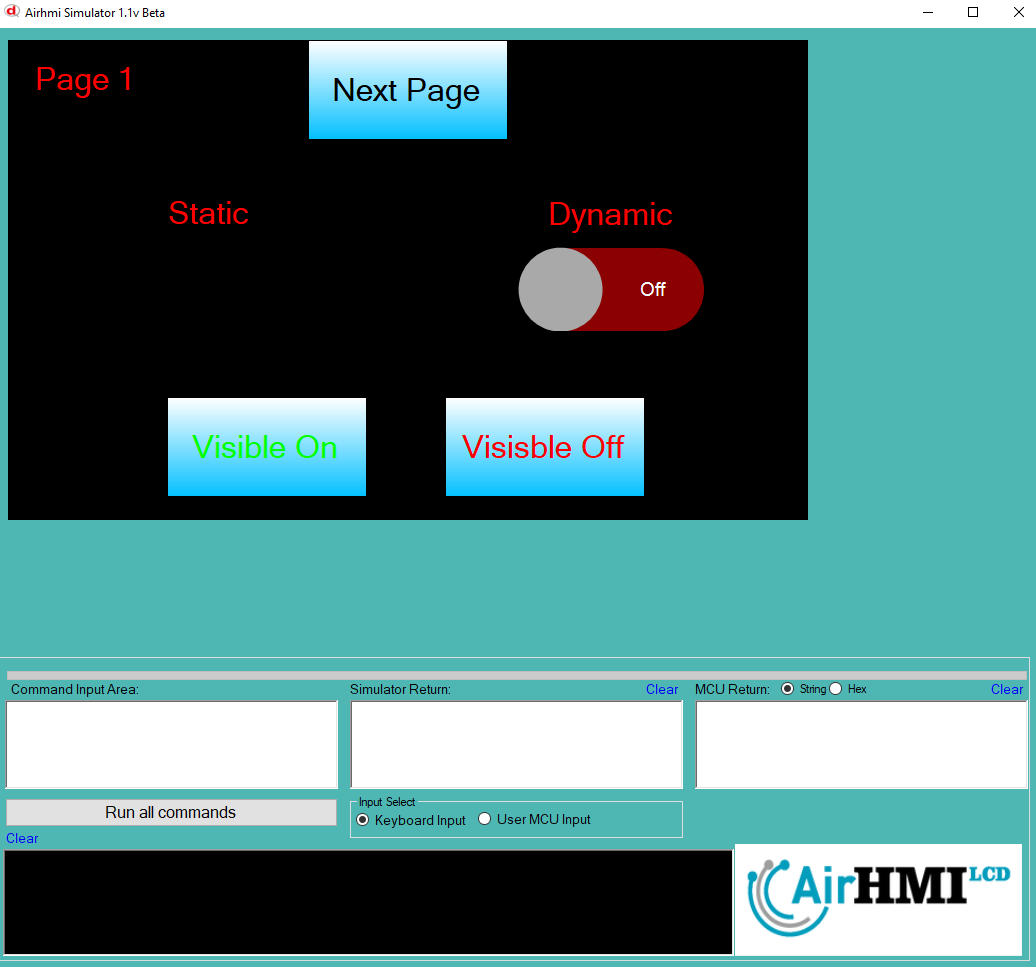 Airhmi Simulator 1.1v Beta
Page 1
Next Page
Static
Dynamic
Off
Visible On
Visisble Off
Command Input Area:
Simulator Return:
Clear
MCU Return:
String
Hex
Clear
Run all commands
Input Select
Keyboard Input
User MCU Input
Clear
AirHMI LCD